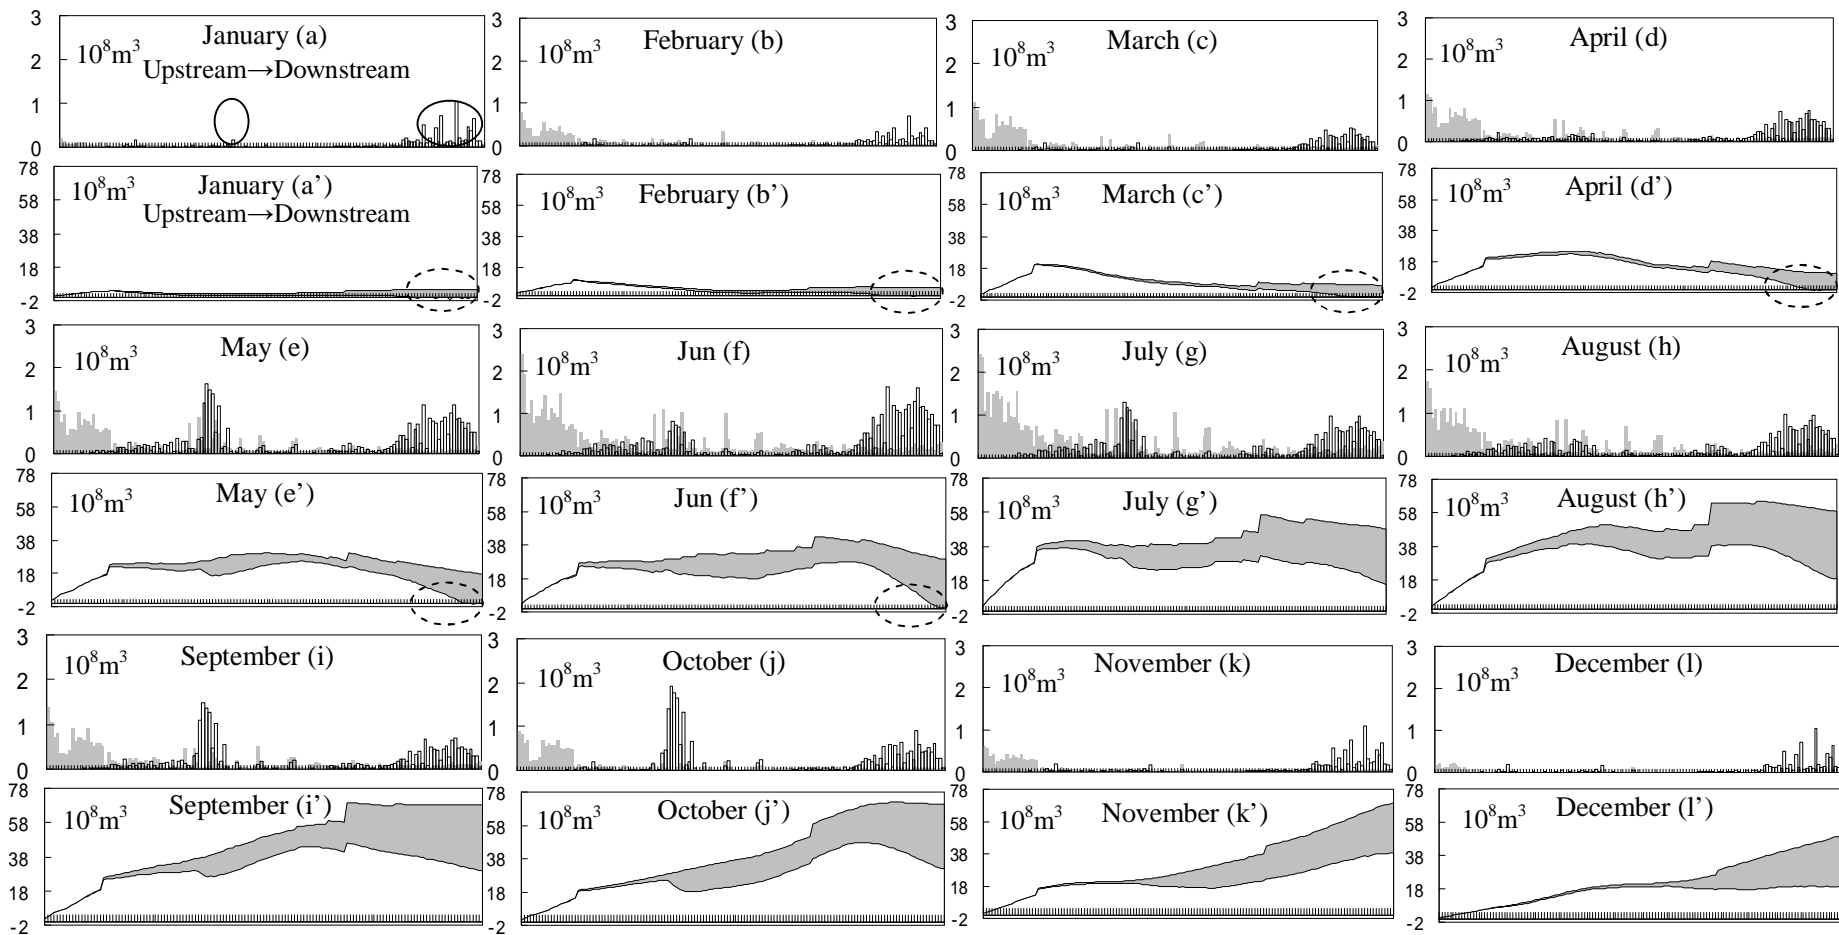 3 January (a) 3 February (b) 3 March (c) 3 April (d)
10⁸m³ 10⁸m³ 10⁸m³ 10⁸m³
2 Upstream→Downstream 2 2 2
1 1 1 1
0 0 0 0
78 January (a’) 78 February (b’) 78 March (c’) 78 April (d’)
10⁸m³ 10⁸m³ 10⁸m³ 10⁸m³
58 Upstream→Downstream 58 58 58
38 38 38 38
18 18 18 18
-2 -2 -2 -2
3 May (e) 3 Jun (f) 3 July (g) 3 August (h)
10⁸m³ 10⁸m³ 10⁸m³ 10⁸m³
2 2 2 2
1 1 1 1
0 0 0 0
78 May (e’) 78 Jun (f’) 78 July (g’) 78 August (h’)
10⁸m³ 10⁸m³ 10⁸m³ 10⁸m³
58 58 58 58
38 38 38 38
18 18 18 18
-2 -2 -2 -2
3 September (i) 3 October (j) 3 November (k) 3 December (l)
10⁸m³ 10⁸m³ 10⁸m³ 10⁸m³
2 2 2 2
1 1 1 1
0 0 0 0
78 September (i’) 78 October (j’) 78 November (k’) 78 December (l’)
10⁸m³ 10⁸m³ 10⁸m³ 10⁸m³
58 58 58 58
38 38 38 38
18 18 18 18
-2 -2 -2 -2